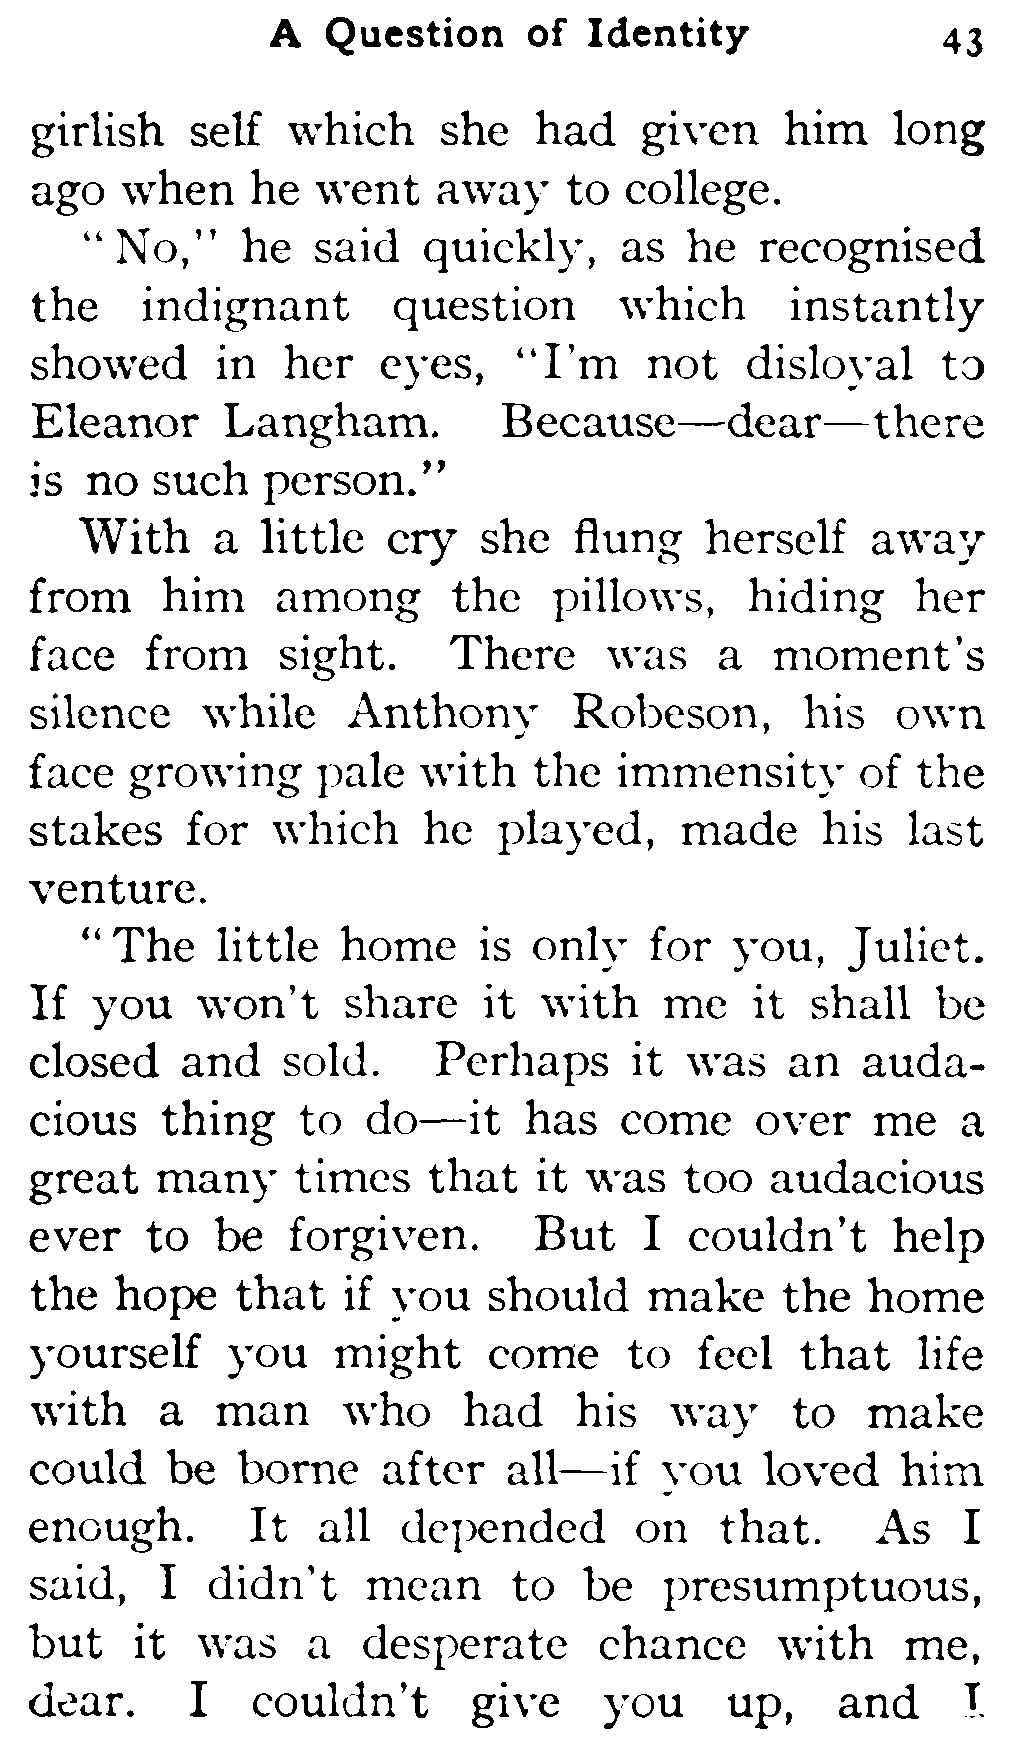 A Question of Identity 43
girlish self which she had given him long
ago when he went away to college.
"No," he said quickly, as he recognised
the indignant question which instantly
showed in her eyes, "I'm not disloyal to
Eleanor Langham. Because—dear—there
is no such person."
With a little cry she flung herself away
from him among the pillows, hiding her
face from sight. There was a moment's
silence while Anthony Robeson, his own
face growing pale with the immensity of the
stakes for which he played, made his last
venture.
"The little home is only for you, Juliet.
If you won't share it with me it shall be
closed and sold. Perhaps it was an auda-
cious thing to do—it has come over me a
great many times that it was too audacious
ever to be forgiven. But I couldn't help
the hope that if you should make the home
yourself you might come to feel that life
with a man who had his way to make
could be borne after all—if you loved him
enough. It all depended on that. As I
said, I didn't mean to be presumptuous,
but it was a desperate chance with me,
dear. I couldn't give you up, and I